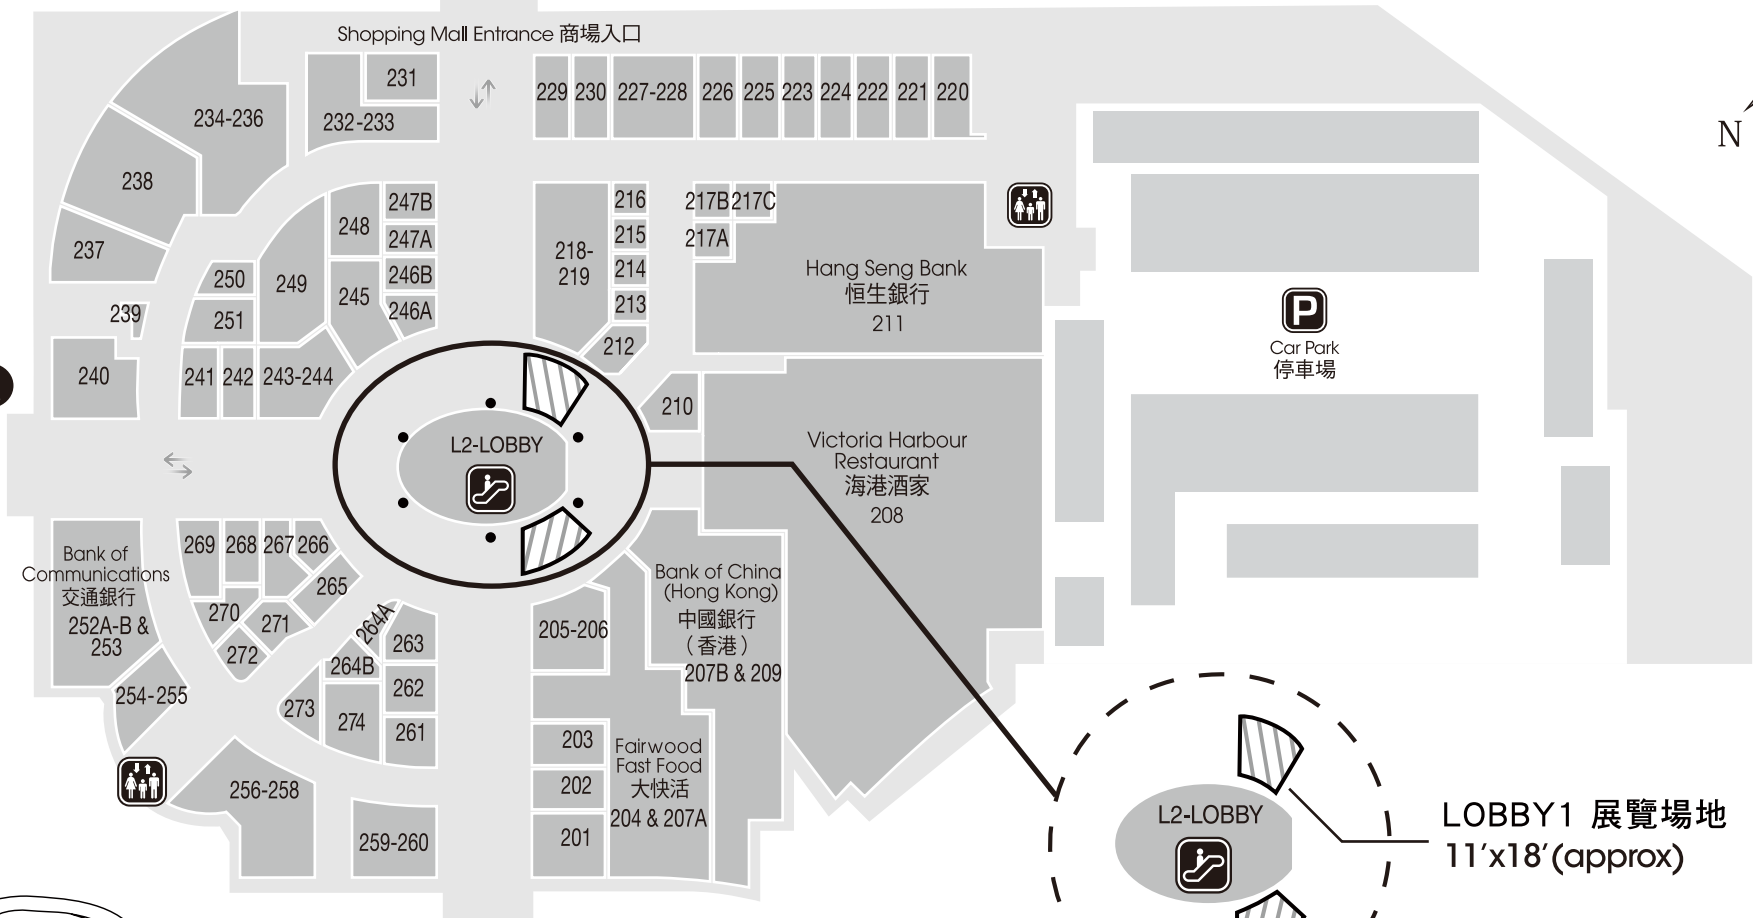 Shopping Mall Entrance 商場入口
231
232-233
234-236
229
230
227-228
226
225
223
224
222
221
220
N
238
237
239
240
250
251
249
248
245
247B
247A
246B
246A
241
242
243-244
218-
219
216
215
214
213
212
217B
217C
217A
Hang Seng Bank
恒生銀行
211
P
Car Park
停車場
210
L2-LOBBY
Victoria Harbour
Restaurant
海港酒家
208
Bank of
Communications
交通銀行
252A-B &
253
269
268
267
266
265
270
271
272
264A
264B
263
262
261
273
274
254-255
256-258
259-260
205-206
203
202
201
Bank of China
(Hong Kong)
中國銀行
（香港）
207B & 209
Fairwood
Fast Food
大快活
204 & 207A
L2-LOBBY
LOBBY1 展覽場地
11´x18´(approx)